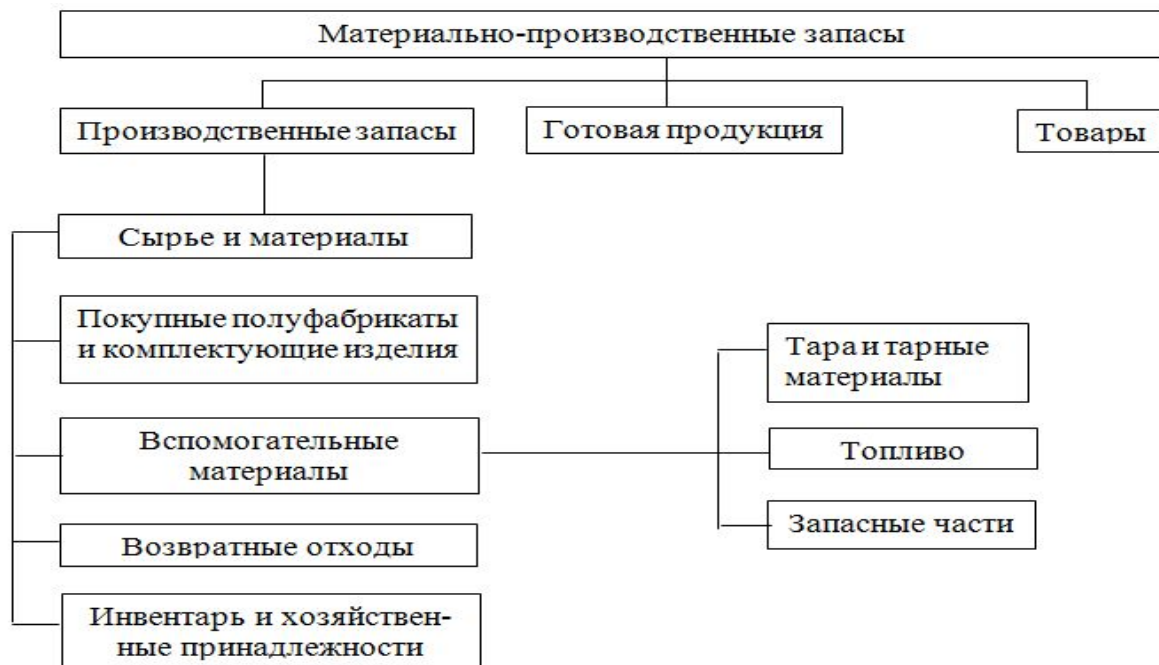 Материально-производственные запасы
Производственные запасы
Готовая продукция
Товары
Сырье и материалы
Покупные полуфабрикаты
и комплектующие изделия
Вспомогательные
материалы
Возвратные отходы
Инвентарь и хозяйствен-
ные принадлежности
Тара и тарные
материалы
Топливо
Запасные части